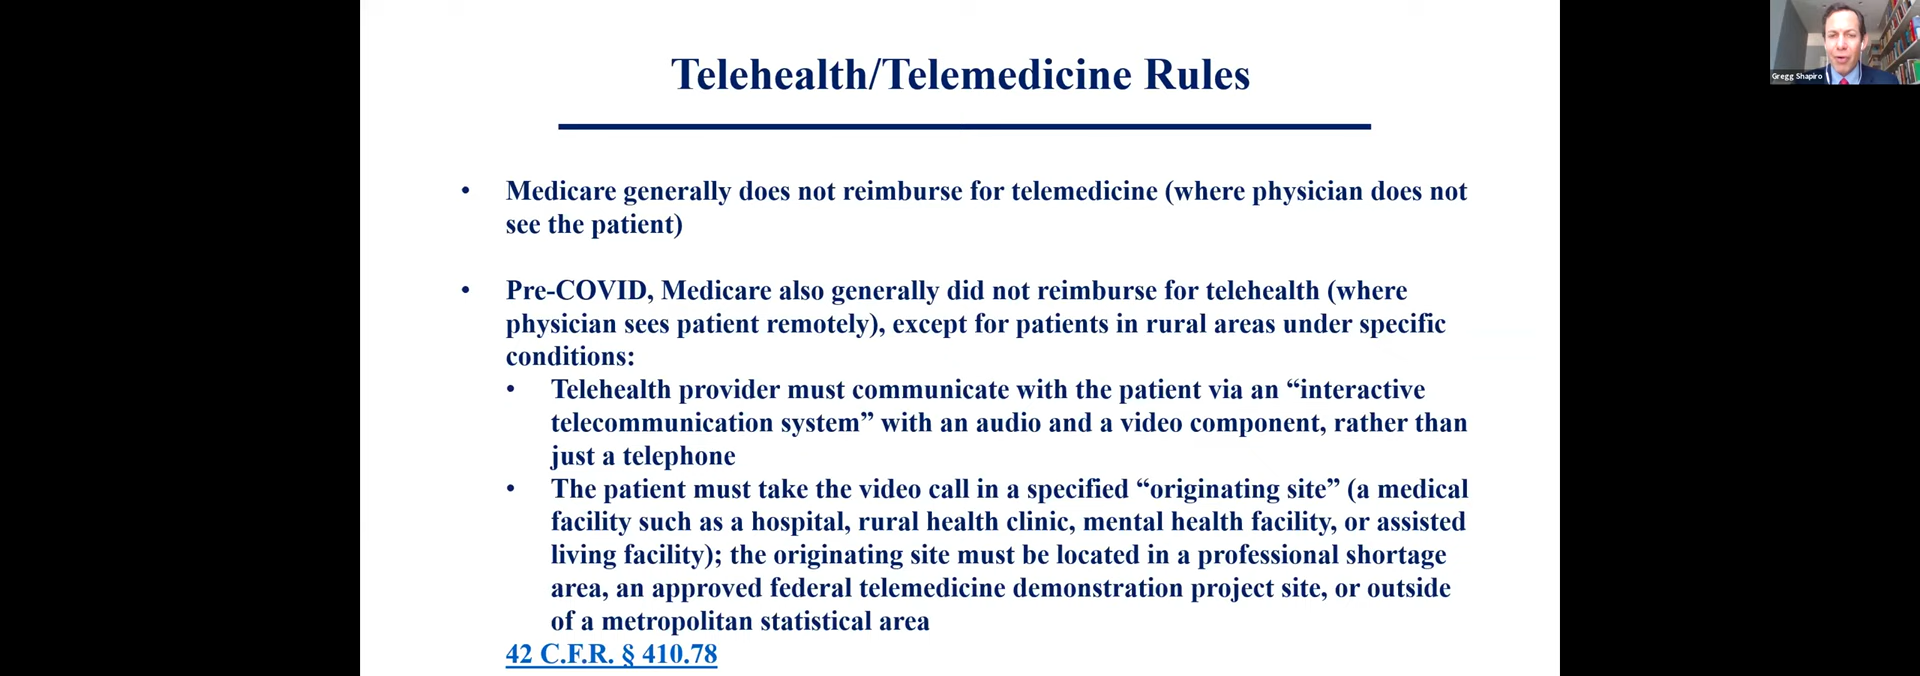 Telehealth/Telemedicine Rules
• Medicare generally does not reimburse for telemedicine (where physician does not
see the patient)
• Pre-COVID, Medicare also generally did not reimburse for telehealth (where
physician sees patient remotely), except for patients in rural areas under specific
conditions:
• Telehealth provider must communicate with the patient via an “interactive
telecommunication system” with an audio and a video component, rather than
just a telephone
• The patient must take the video call in a specified “originating site” (a medical
facility such as a hospital, rural health clinic, mental health facility, or assisted
living facility); the originating site must be located in a professional shortage
area, an approved federal telemedicine demonstration project site, or outside
of a metropolitan statistical area
42 C.F.R. § 410.78
Gregg Shapiro